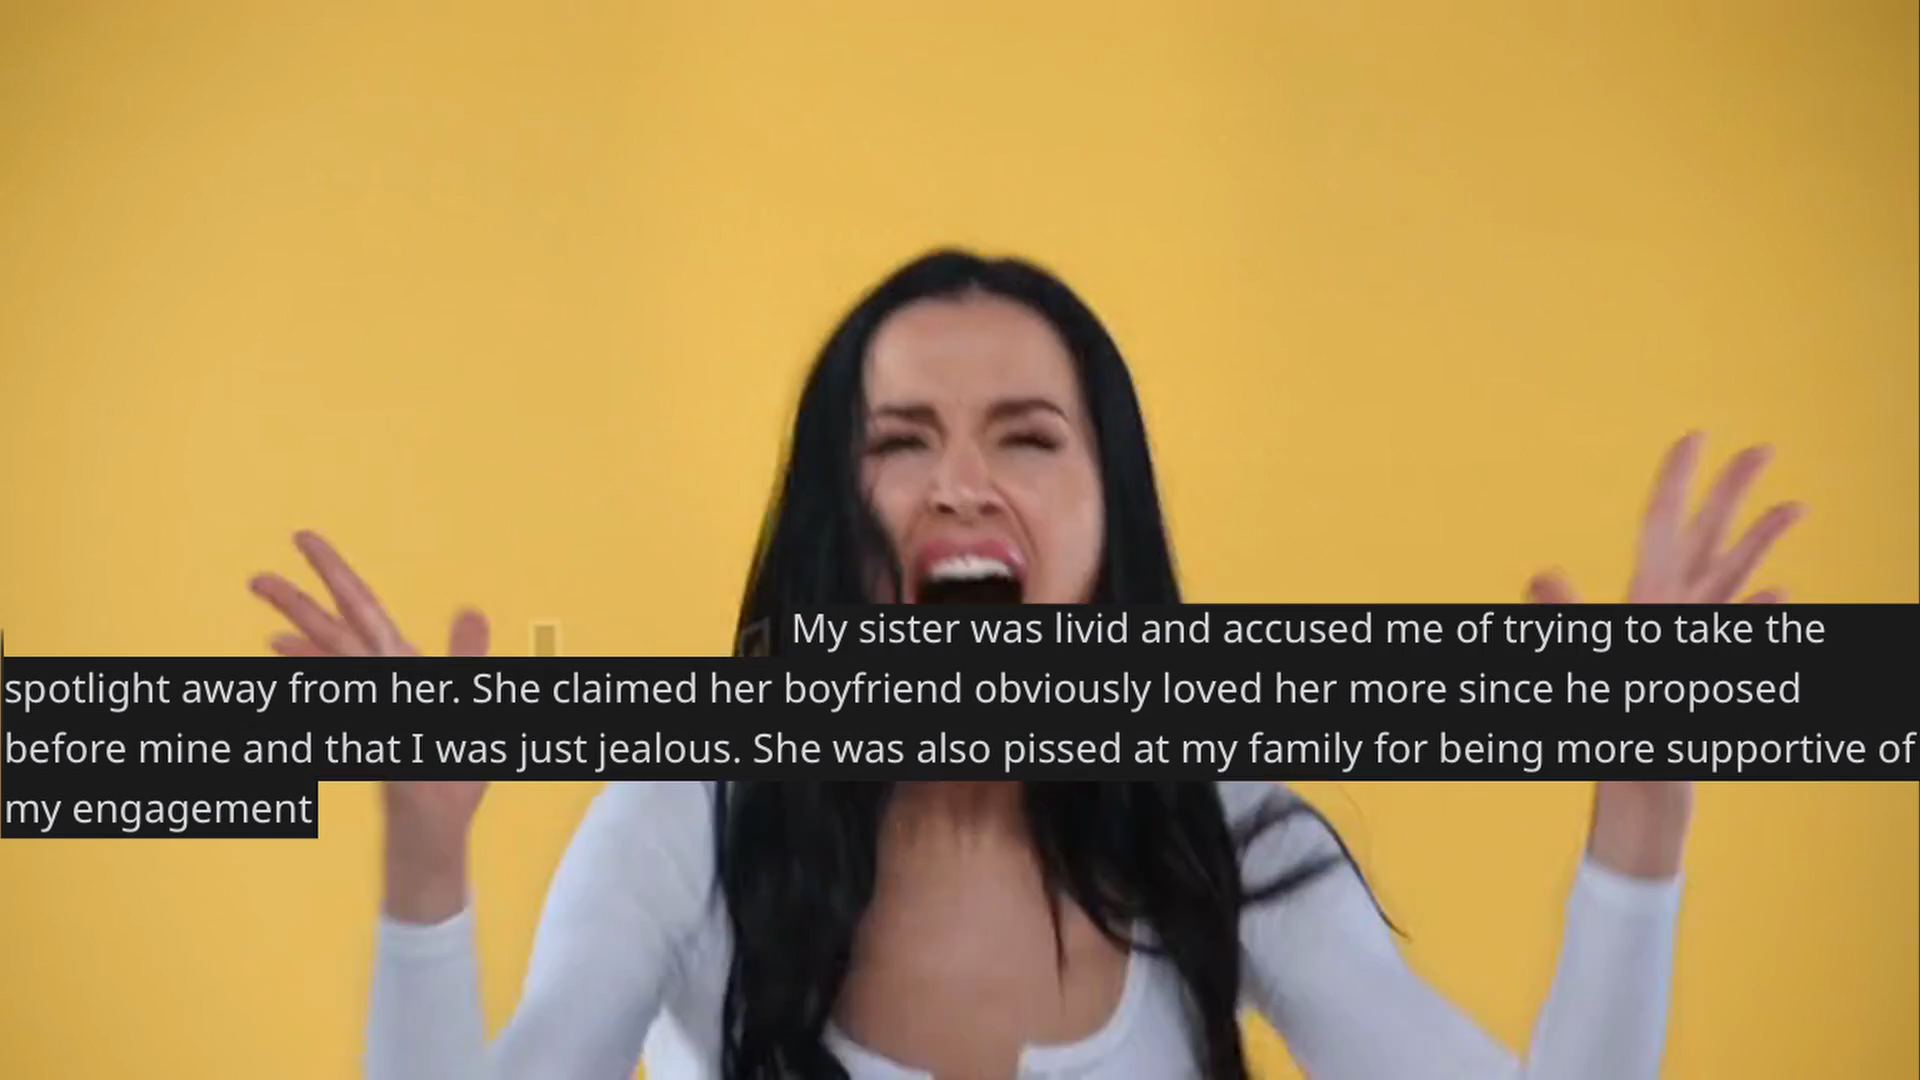 My sister was livid and accused me of trying to take the
spotlight away from her. She claimed her boyfriend obviously loved her more since he proposed
before mine and that I was just jealous. She was also pissed at my family for being more supportive of
my engagement